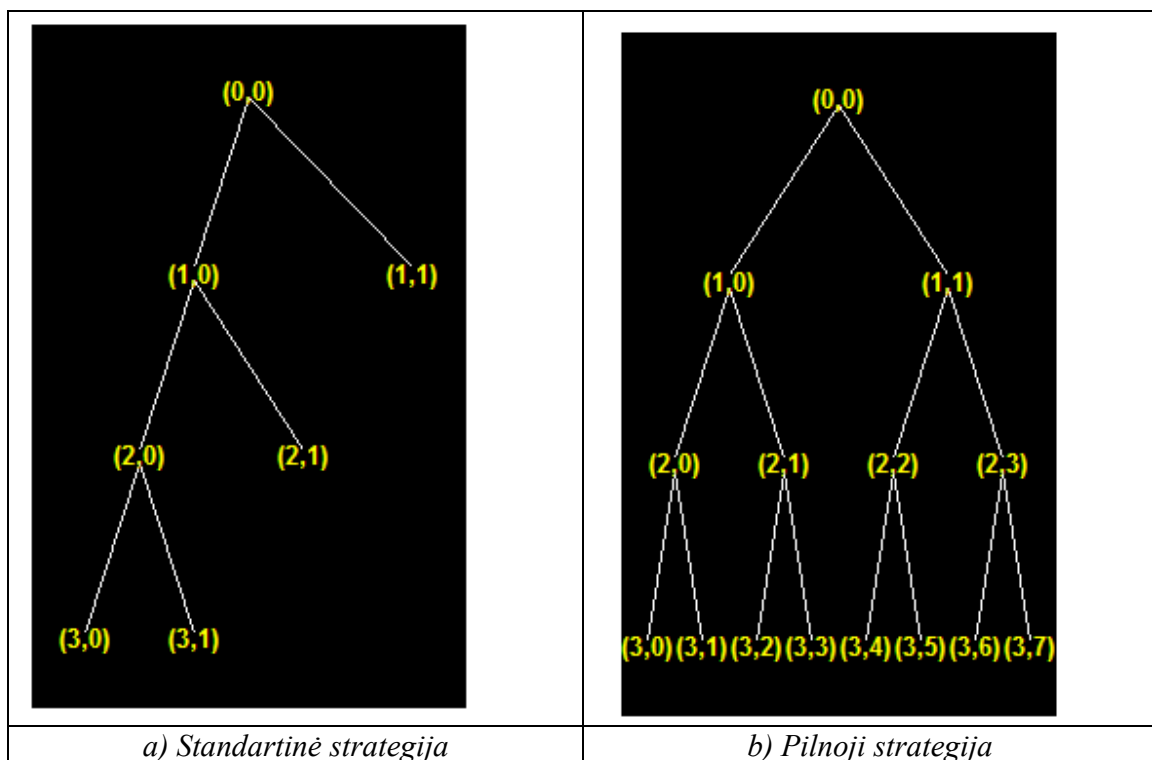 (0,0)
(1,0) (1,1)
(2,0) (2,1)
(3,0) (3,1)
a) Standartinė strategija
(0,0)
(1,0) (1,1)
(2,0) (2,1) (2,2) (2,3)
(3,0) (3,1) (3,2) (3,3) (3,4) (3,5) (3,6) (3,7)
b) Pilnoji strategija